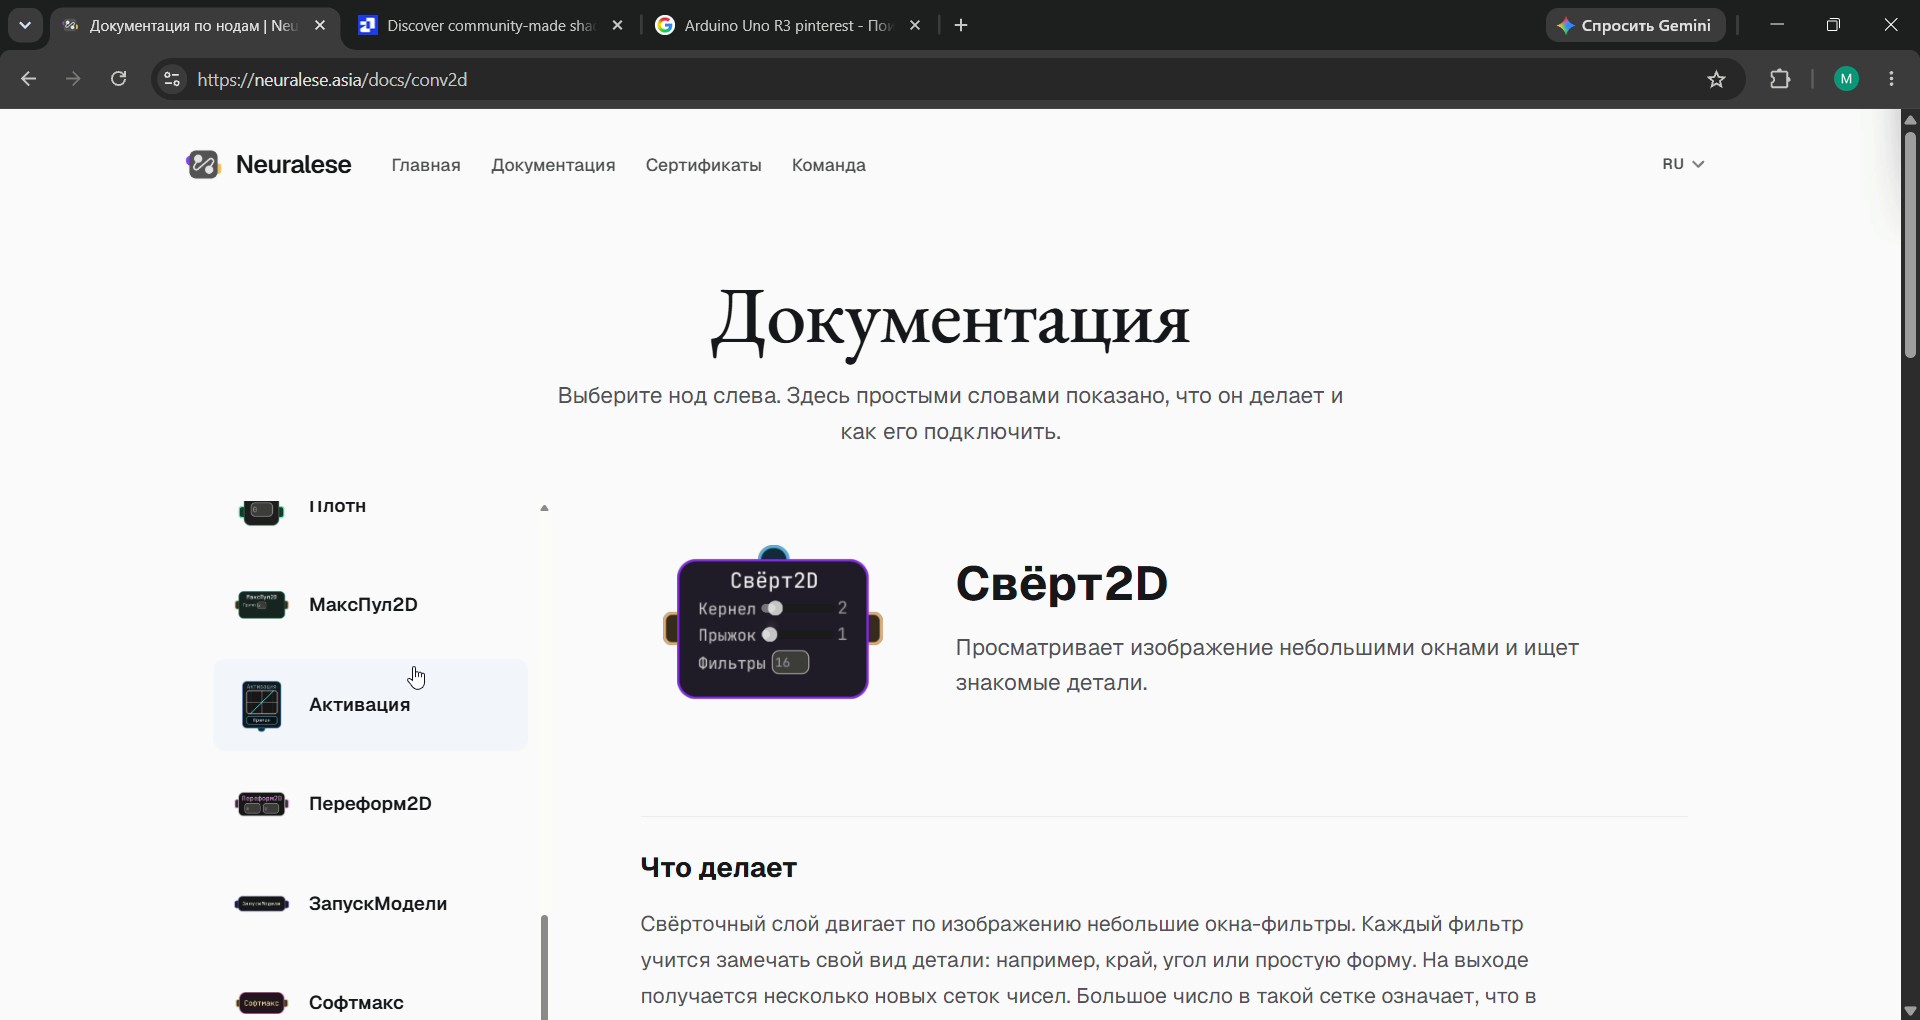 Документация по нодам | Neu
Discover community-made sha
Arduino Uno R3 pinterest - По
Спросить Gemini
https://neuralese.asia/docs/conv2d
M
Neuralese
Главная
Документация
Сертификаты
Команда
RU
Документация
Выберите нод слева. Здесь простыми словами показано, что он делает и
как его подключить.
Плотн
МаксПул2D
Активация
Переформ2D
ЗапускМодели
Софтмакс
Свёрт2D
Кернел 2
Прыжок 1
Фильтры 16
Свёрт2D
Просматривает изображение небольшими окнами и ищет
знакомые детали.
Что делает
Свёрточный слой двигает по изображению небольшие окна-фильтры. Каждый фильтр
учится замечать свой вид детали: например, край, угол или простую форму. На выходе
получается несколько новых сеток чисел. Большое число в такой сетке означает, что в